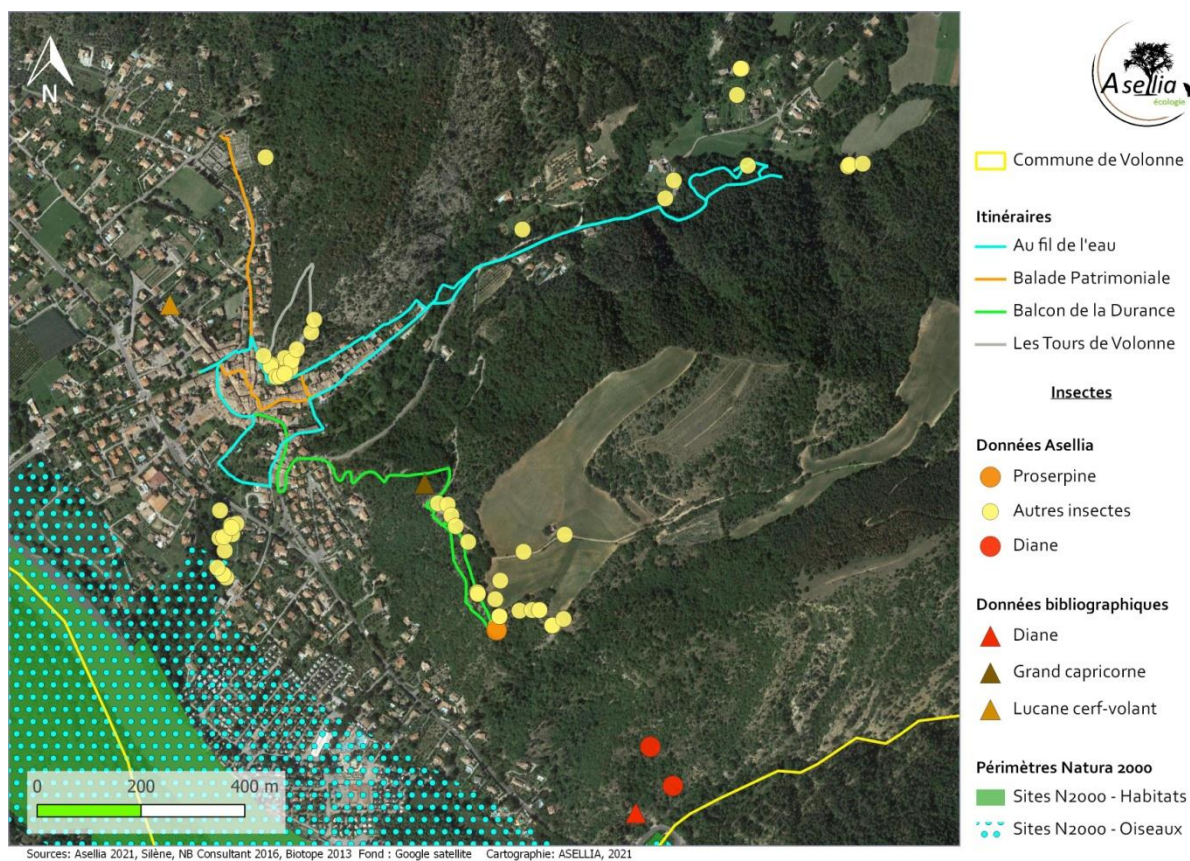 N
Asellia
écologie
Commune de Volonne
Itinéraires
Au fil de l'eau
Balade Patrimoniale
Balcon de la Durance
Les Tours de Volonne
Insectes
Données Asellia
Proserpine
Autres insectes
Diane
Données bibliographiques
Diane
Grand capricorne
Lucane cerf-volant
Périmètres Natura 2000
Sites N2000 - Habitats
Sites N2000 - Oiseaux
0 200 400 m
Sources: Asellia 2021, Silène, NB Consultant 2016, Biotope 2013 Fond : Google satellite Cartographie: ASELLIA, 2021